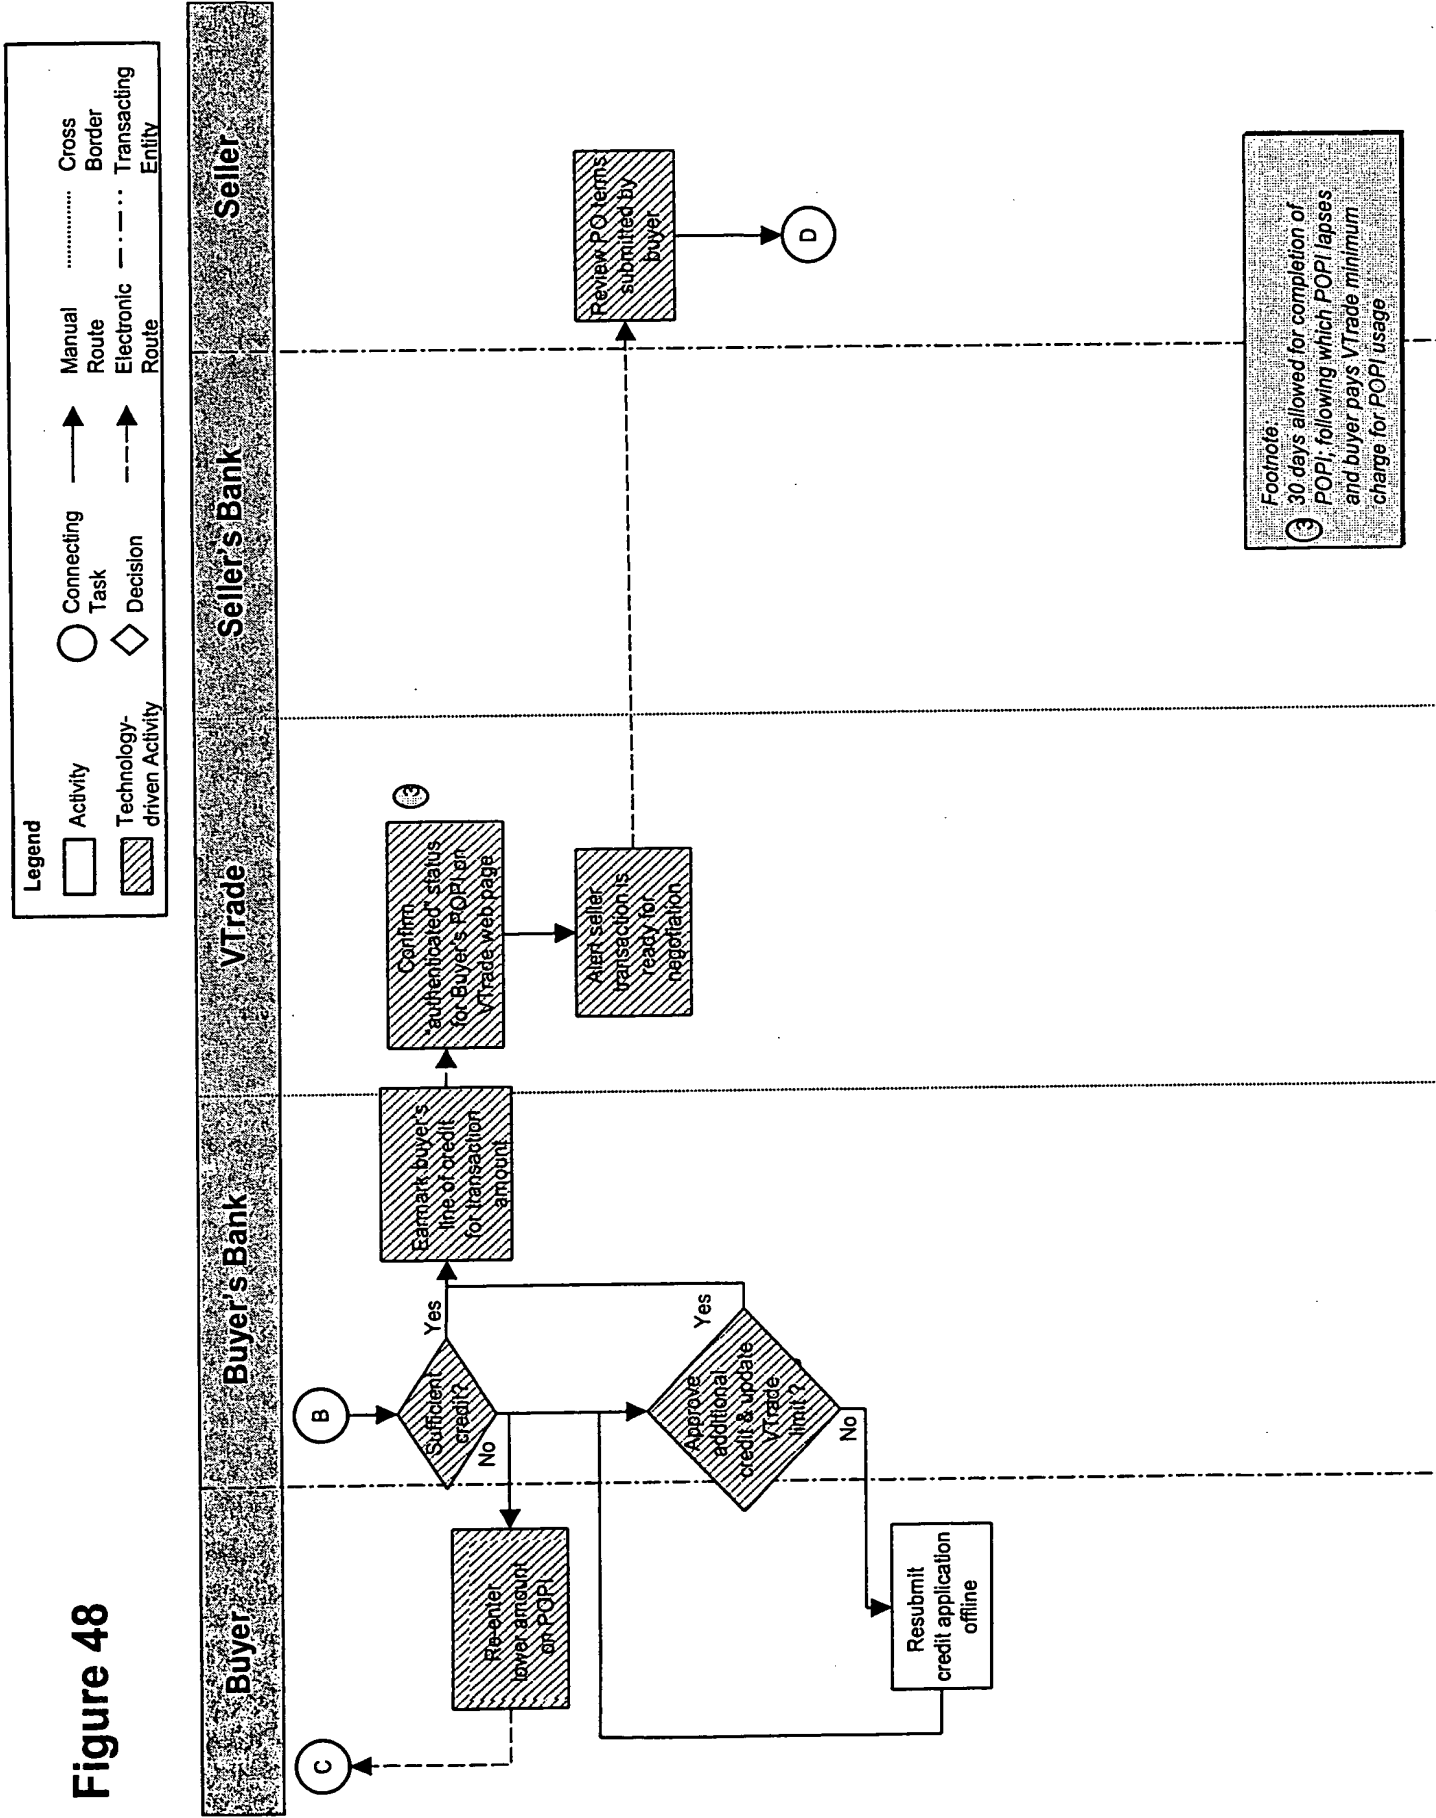 Figure 48
Legend
Activity
Technology-
driven Activity
Connecting
Task
Decision
Manual
Route
Electronic
Route
Cross
Border
Transacting
Entity
Buyer
Buyer's Bank
VTrade
Seller's Bank
Seller
C
B
Sufficient
credit?
Yes
No
Re-enter
lower amount
on POPI
Earmark buyer's
line of credit
for transaction
amount
Confirm
"authenticated" status
for Buyer's POPI on
VTrade web page
3
Alert seller
transaction is
ready for
negotiation
Review PO terms
submitted by
buyer
D
Approve
additional
credit & update
VTrade
limit ?
Yes
No
Resubmit
credit application
offline
Footnote:
3 30 days allowed for completion of
POPI; following which POPI lapses
and buyer pays VTrade minimum
charge for POPI usage